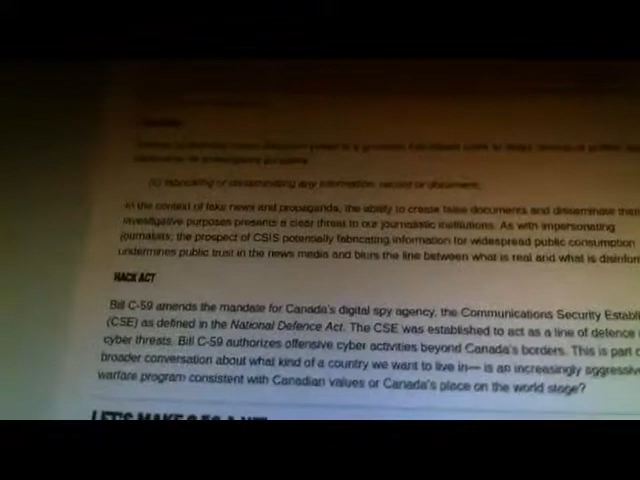 (c) fabricating or disseminating any information, record or document;
In the context of fake news and propaganda, the ability to create false documents and disseminate
investigative purposes presents a clear threat to our journalistic institutions. As with impersonating
journalists, the prospect of CSIS potentially fabricating information for widespread public consumption
undermines public trust in the news media and blurs the line between what is real and what is disinfor
HACK ACT
Bill C-59 amends the mandate for Canada's digital spy agency, the Communications Security Establi
(CSE) as defined in the National Defence Act. The CSE was established to act as a line of defence
cyber threats. Bill C-59 authorizes offensive cyber activities beyond Canada's borders. This is part
broader conversation about what kind of a country we want to live in— is an increasingly aggressive
warfare program consistent with Canadian values or Canada's place on the world stage?
LET'S MAKE